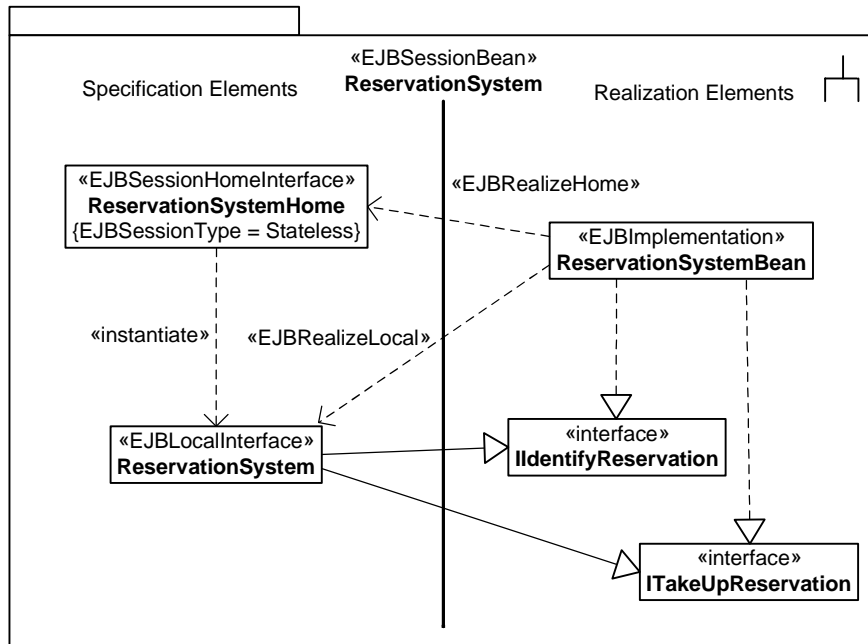 «EJBSessionBean»
ReservationSystem
Specification Elements
Realization Elements
«EJBSessionHomeInterface»
ReservationSystemHome
{EJBSessionType = Stateless}
«EJBRealizeHome»
«EJBImplementation»
ReservationSystemBean
«instantiate»
«EJBRealizeLocal»
«EJBLocalInterface»
ReservationSystem
«interface»
IIdentifyReservation
«interface»
ITakeUpReservation